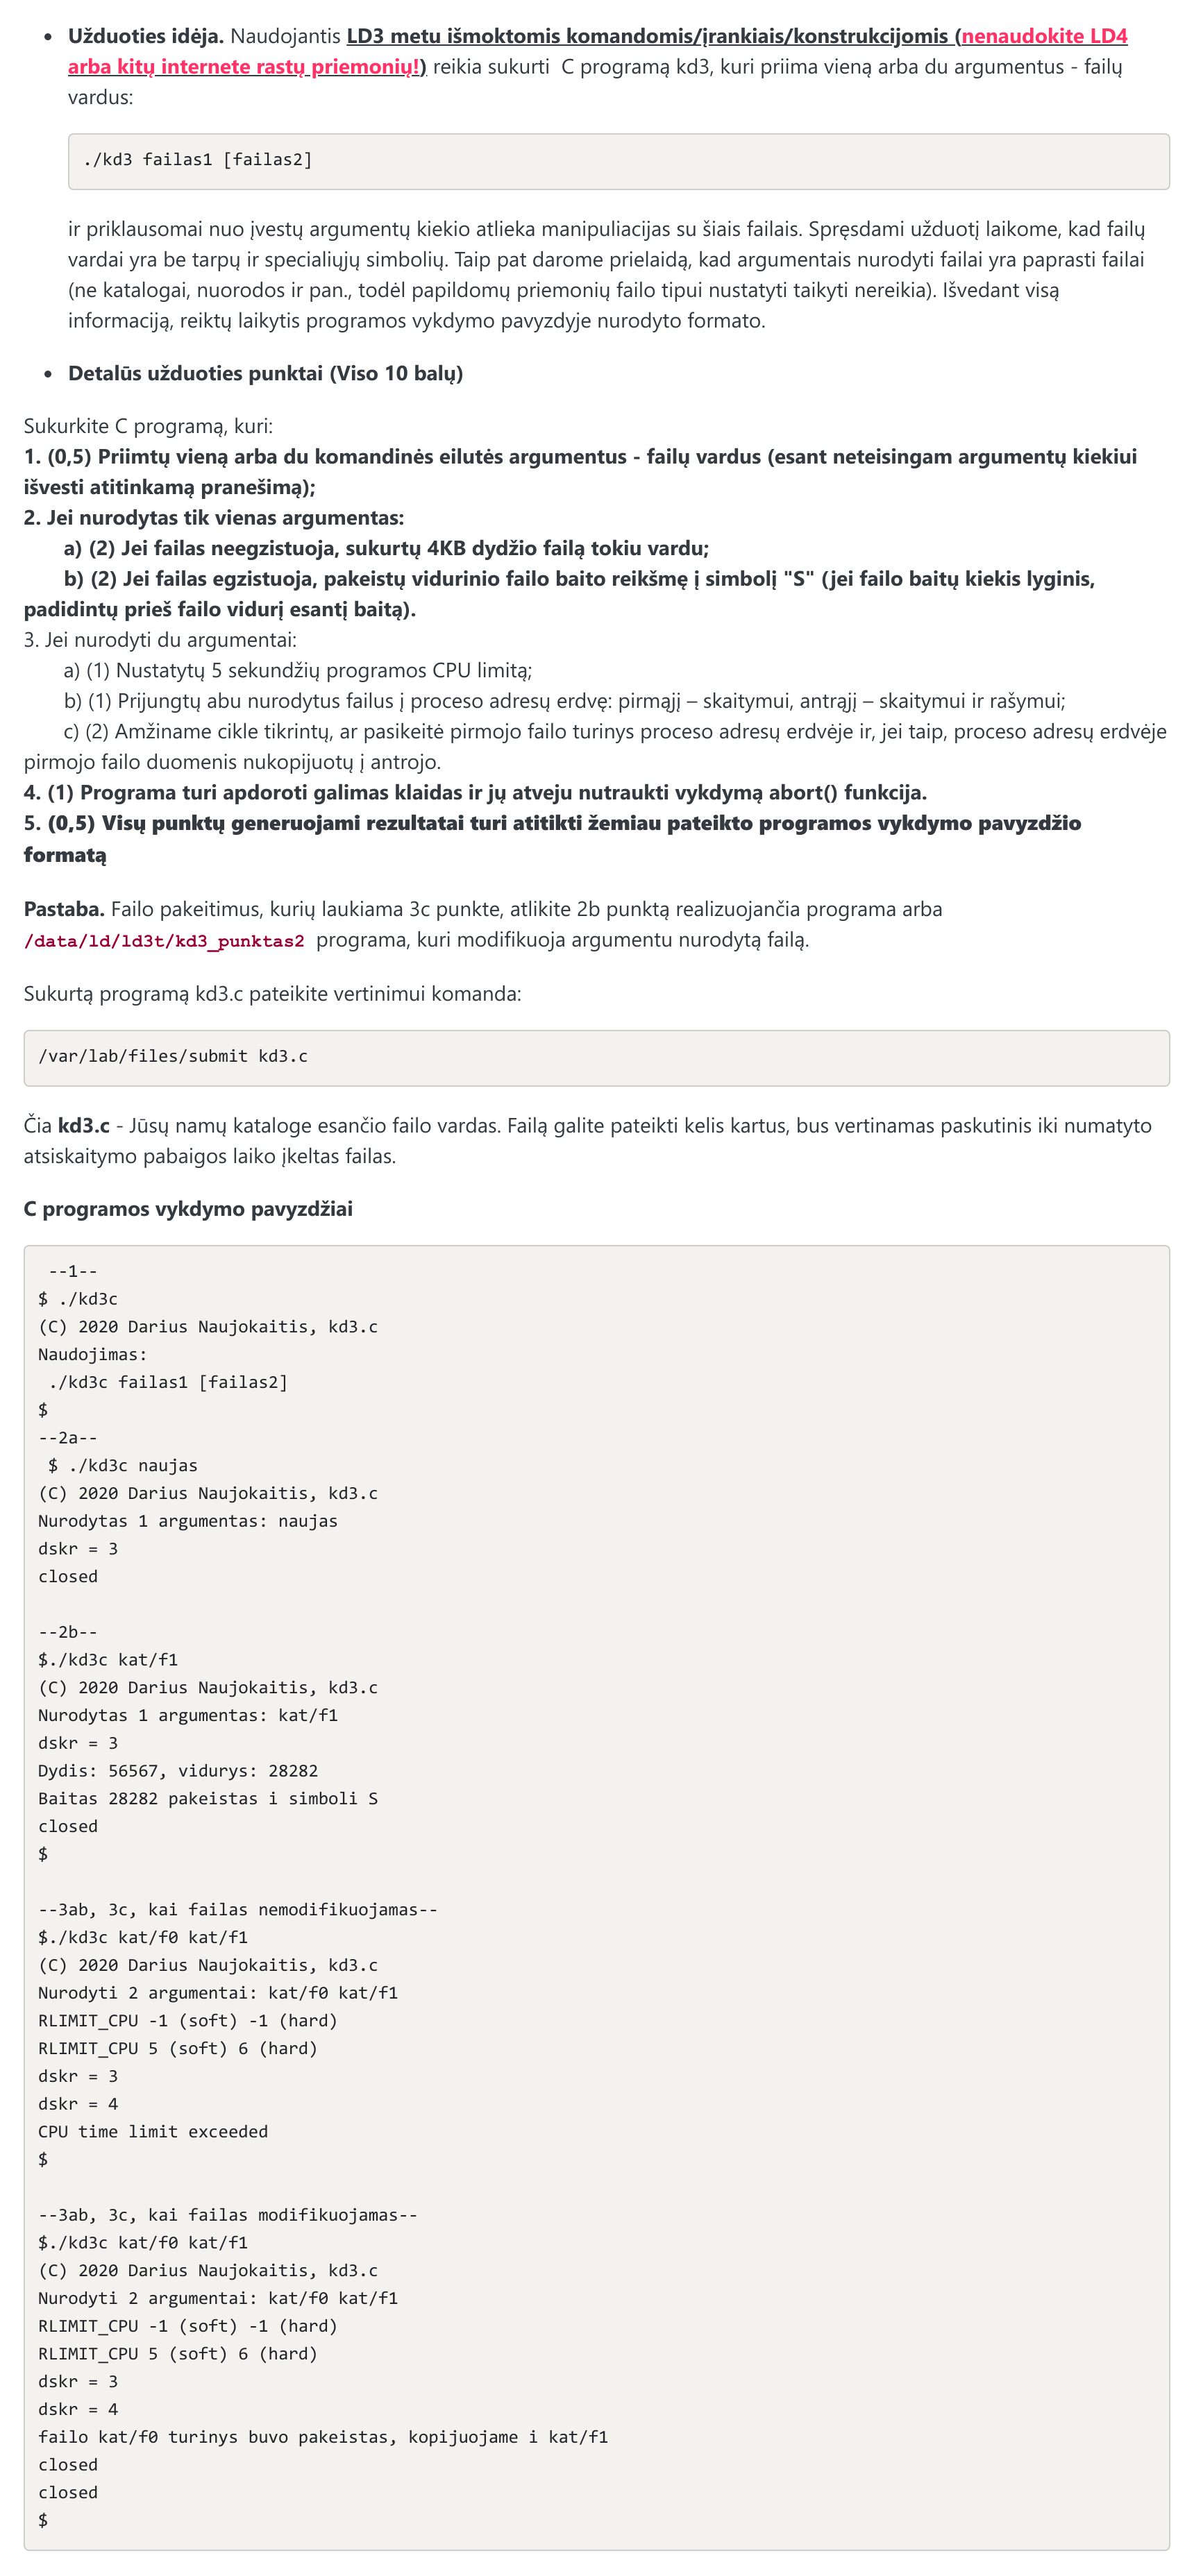 • Užduoties idėja. Naudojantis LD3 metu išmoktomis komandomis/įrankiais/konstrukcijomis (nenaudokite LD4
arba kitų internete rastų priemonių!) reikia sukurti C programą kd3, kuri priima vieną arba du argumentus - failų
vardus:
./kd3 failas1 [failas2]
ir priklausomai nuo įvestų argumentų kiekio atlieka manipuliacijas su šiais failais. Spręsdami užduotį laikome, kad failų
vardai yra be tarpų ir specialiųjų simbolių. Taip pat darome prielaidą, kad argumentais nurodyti failai yra paprasti failai
(ne katalogai, nuorodos ir pan., todėl papildomų priemonių failo tipui nustatyti taikyti nereikia). Išvedant visą
informaciją, reiktų laikytis programos vykdymo pavyzdyje nurodyto formato.
• Detalūs užduoties punktai (Viso 10 balų)
Sukurkite C programą, kuri:
1. (0,5) Priimtų vieną arba du komandinės eilutės argumentus - failų vardus (esant neteisingam argumentų kiekiui
išvesti atitinkamą pranešimą);
2. Jei nurodytas tik vienas argumentas:
a) (2) Jei failas neegzistuoja, sukurtų 4KB dydžio failą tokiu vardu;
b) (2) Jei failas egzistuoja, pakeistų vidurinio failo baito reikšmę į simbolį "S" (jei failo baitų kiekis lyginis,
padidintų prieš failo vidurį esantį baitą).
3. Jei nurodyti du argumentai:
a) (1) Nustatytų 5 sekundžių programos CPU limitą;
b) (1) Prijungtų abu nurodytus failus į proceso adresų erdvę: pirmąjį – skaitymui, antrąjį – skaitymui ir rašymui;
c) (2) Amžiname cikle tikrintų, ar pasikeitė pirmojo failo turinys proceso adresų erdvėje ir, jei taip, proceso adresų erdvėje
pirmojo failo duomenis nukopijuotų į antrojo.
4. (1) Programa turi apdoroti galimas klaidas ir jų atveju nutraukti vykdymą abort() funkcija.
5. (0,5) Visų punktų generuojami rezultatai turi atitikti žemiau pateikto programos vykdymo pavyzdžio
formatą
Pastaba. Failo pakeitimus, kurių laukiama 3c punkte, atlikite 2b punktą realizuojančia programa arba
/data/ld/ld3t/kd3_punktas2 programa, kuri modifikuoja argumentu nurodytą failą.
Sukurtą programą kd3.c pateikite vertinimui komanda:
/var/lab/files/submit kd3.c
Čia kd3.c - Jūsų namų kataloge esančio failo vardas. Failą galite pateikti kelis kartus, bus vertinamas paskutinis iki numatyto
atsiskaitymo pabaigos laiko įkeltas failas.
C programos vykdymo pavyzdžiai
--1--
$ ./kd3c
(C) 2020 Darius Naujokaitis, kd3.c
Naudojimas:
./kd3c failas1 [failas2]
$
--2a--
$ ./kd3c naujas
(C) 2020 Darius Naujokaitis, kd3.c
Nurodytas 1 argumentas: naujas
dskr = 3
closed
--2b--
$./kd3c kat/f1
(C) 2020 Darius Naujokaitis, kd3.c
Nurodytas 1 argumentas: kat/f1
dskr = 3
Dydis: 56567, vidurys: 28282
Baitas 28282 pakeistas i simboli S
closed
$
--3ab, 3c, kai failas nemodifikuojamas--
$./kd3c kat/f0 kat/f1
(C) 2020 Darius Naujokaitis, kd3.c
Nurodyti 2 argumentai: kat/f0 kat/f1
RLIMIT_CPU -1 (soft) -1 (hard)
RLIMIT_CPU 5 (soft) 6 (hard)
dskr = 3
dskr = 4
CPU time limit exceeded
$
--3ab, 3c, kai failas modifikuojamas--
$./kd3c kat/f0 kat/f1
(C) 2020 Darius Naujokaitis, kd3.c
Nurodyti 2 argumentai: kat/f0 kat/f1
RLIMIT_CPU -1 (soft) -1 (hard)
RLIMIT_CPU 5 (soft) 6 (hard)
dskr = 3
dskr = 4
failo kat/f0 turinys buvo pakeistas, kopijuojame i kat/f1
closed
closed
$